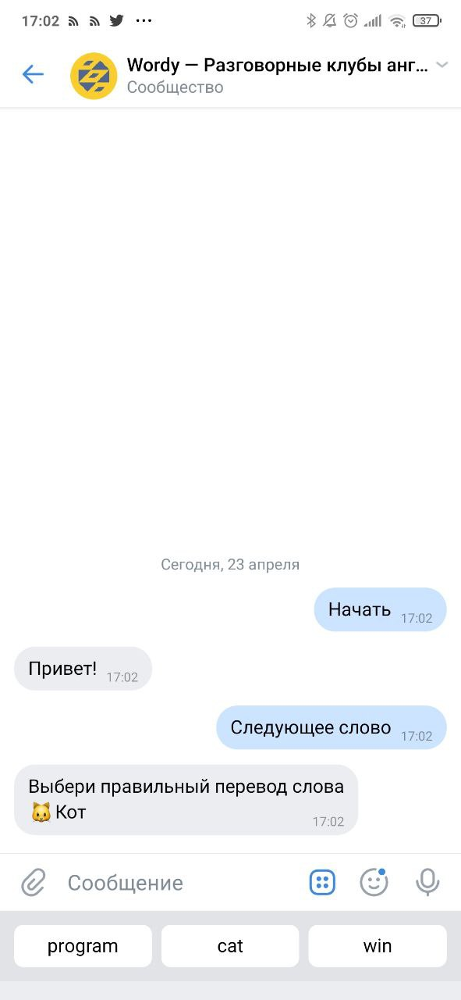 17:02
37
Wordy — Разговорные клубы анг...
Сообщество
Сегодня, 23 апреля
Начать 17:02
Привет! 17:02
Следующее слово 17:02
Выбери правильный перевод слова
🐱 Кот 17:02
Сообщение
program cat win